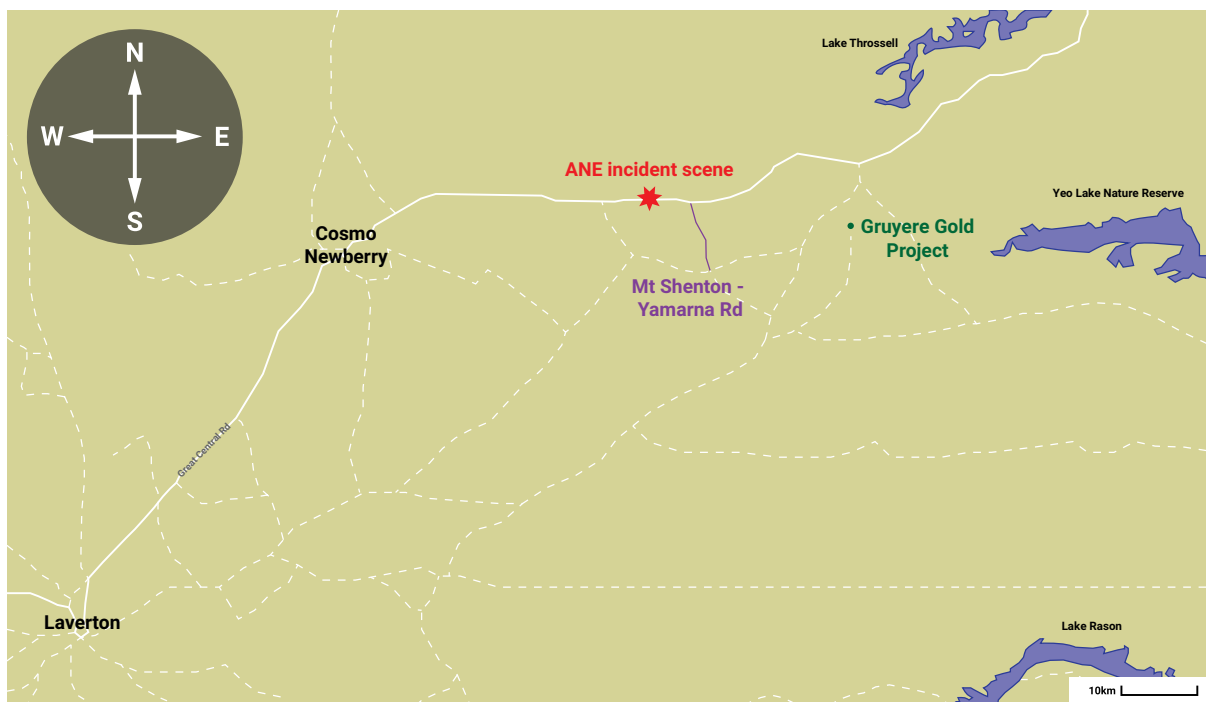 N
W
E
S
Lake Throssell
ANE incident scene
Yeo Lake Nature Reserve
Cosmo
Newberry
Gruyere Gold
Project
Mt Shenton -
Yamarna Rd
Great Central Rd
Laverton
Lake Rason
10km